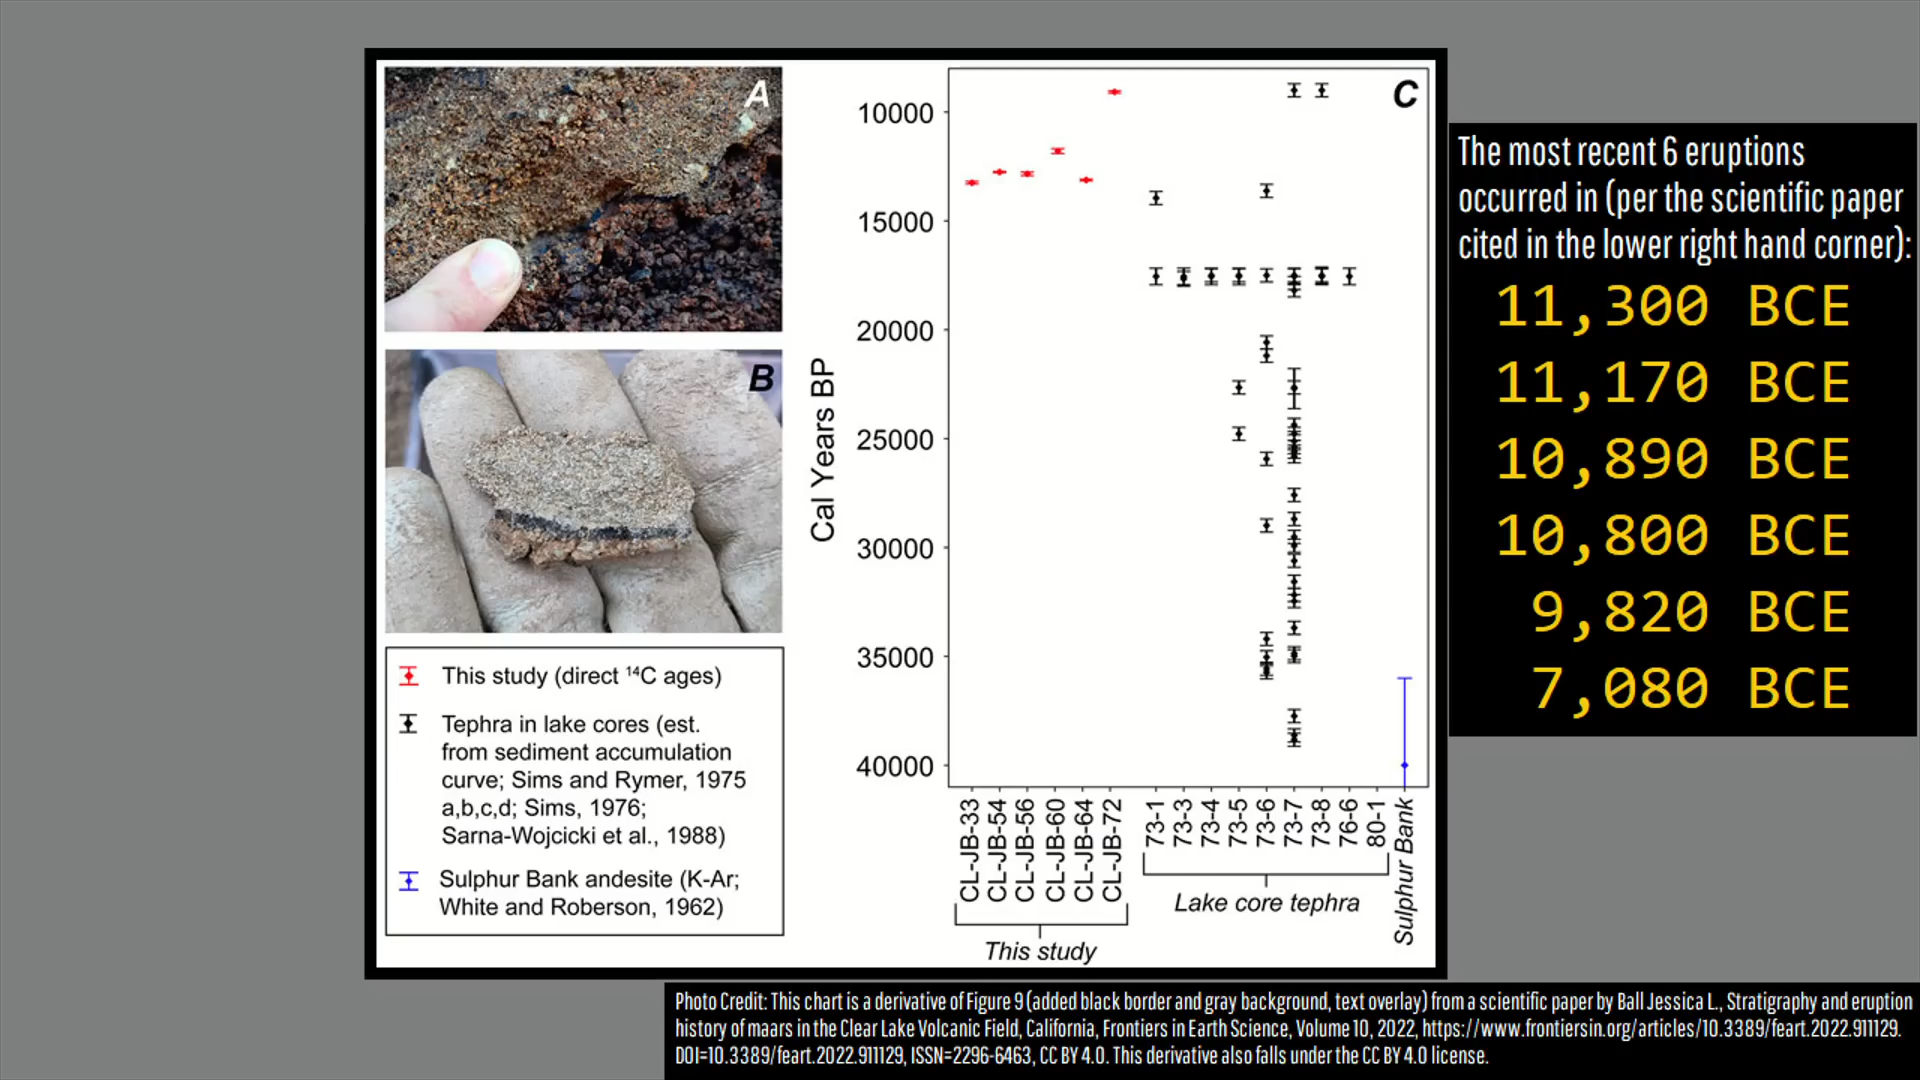 A
B
This study (direct ¹⁴C ages)
Tephra in lake cores (est.
from sediment accumulation
curve; Sims and Rymer, 1975
a,b,c,d; Sims, 1976;
Sarna-Wojcicki et al., 1988)
Sulphur Bank andesite (K-Ar;
White and Roberson, 1962)
C
Cal Years BP
10000
15000
20000
25000
30000
35000
40000
CL-JB-33
CL-JB-54
CL-JB-56
CL-JB-60
CL-JB-64
CL-JB-72
73-1
73-3
73-4
73-5
73-6
73-7
73-8
76-6
80-1
Sulphur Bank
This study
Lake core tephra
The most recent 6 eruptions
occurred in (per the scientific paper
cited in the lower right hand corner):
11,300 BCE
11,170 BCE
10,890 BCE
10,800 BCE
9,820 BCE
7,080 BCE
Photo Credit: This chart is a derivative of Figure 9 (added black border and gray background, text overlay) from a scientific paper by Ball Jessica L., Stratigraphy and eruption
history of maars in the Clear Lake Volcanic Field, California, Frontiers in Earth Science, Volume 10, 2022, https://www.frontiersin.org/articles/10.3389/feart.2022.911129.
DOI=10.3389/feart.2022.911129, ISSN=2296-6463, CC BY 4.0. This derivative also falls under the CC BY 4.0 license.